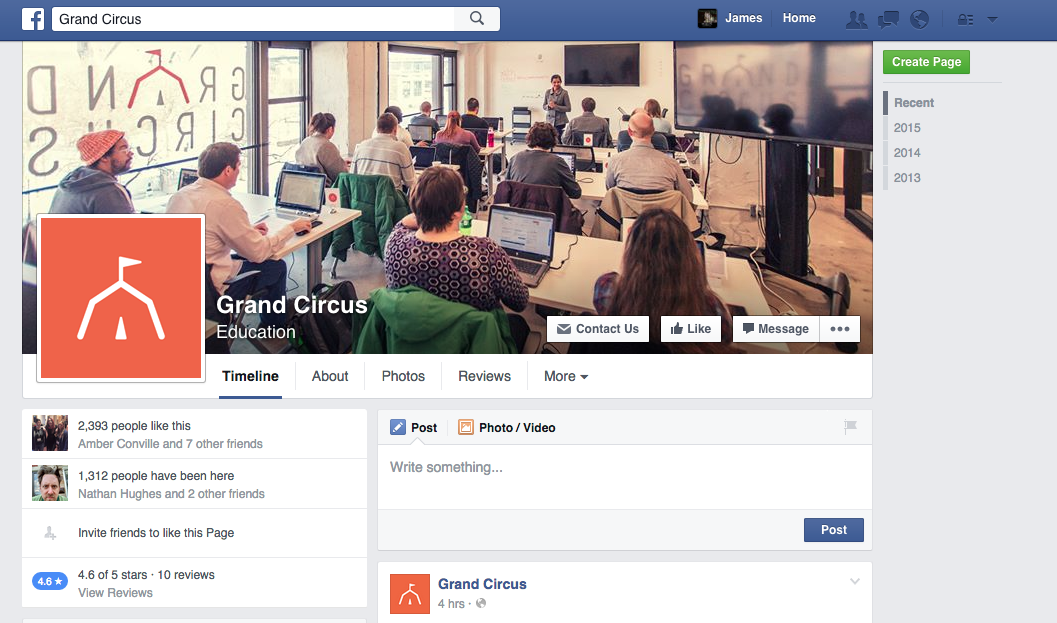 Grand Circus
James
Home
Create Page
Recent
2015
2014
2013
GRAND
CIRCUS
GRAND
Grand Circus
Education
Contact Us
Like
Message
Timeline
About
Photos
Reviews
More
2,393 people like this
Amber Conville and 7 other friends
1,312 people have been here
Nathan Hughes and 2 other friends
Invite friends to like this Page
4.6 ★
4.6 of 5 stars · 10 reviews
View Reviews
Post
Photo / Video
Write something...
Post
Grand Circus
4 hrs ·